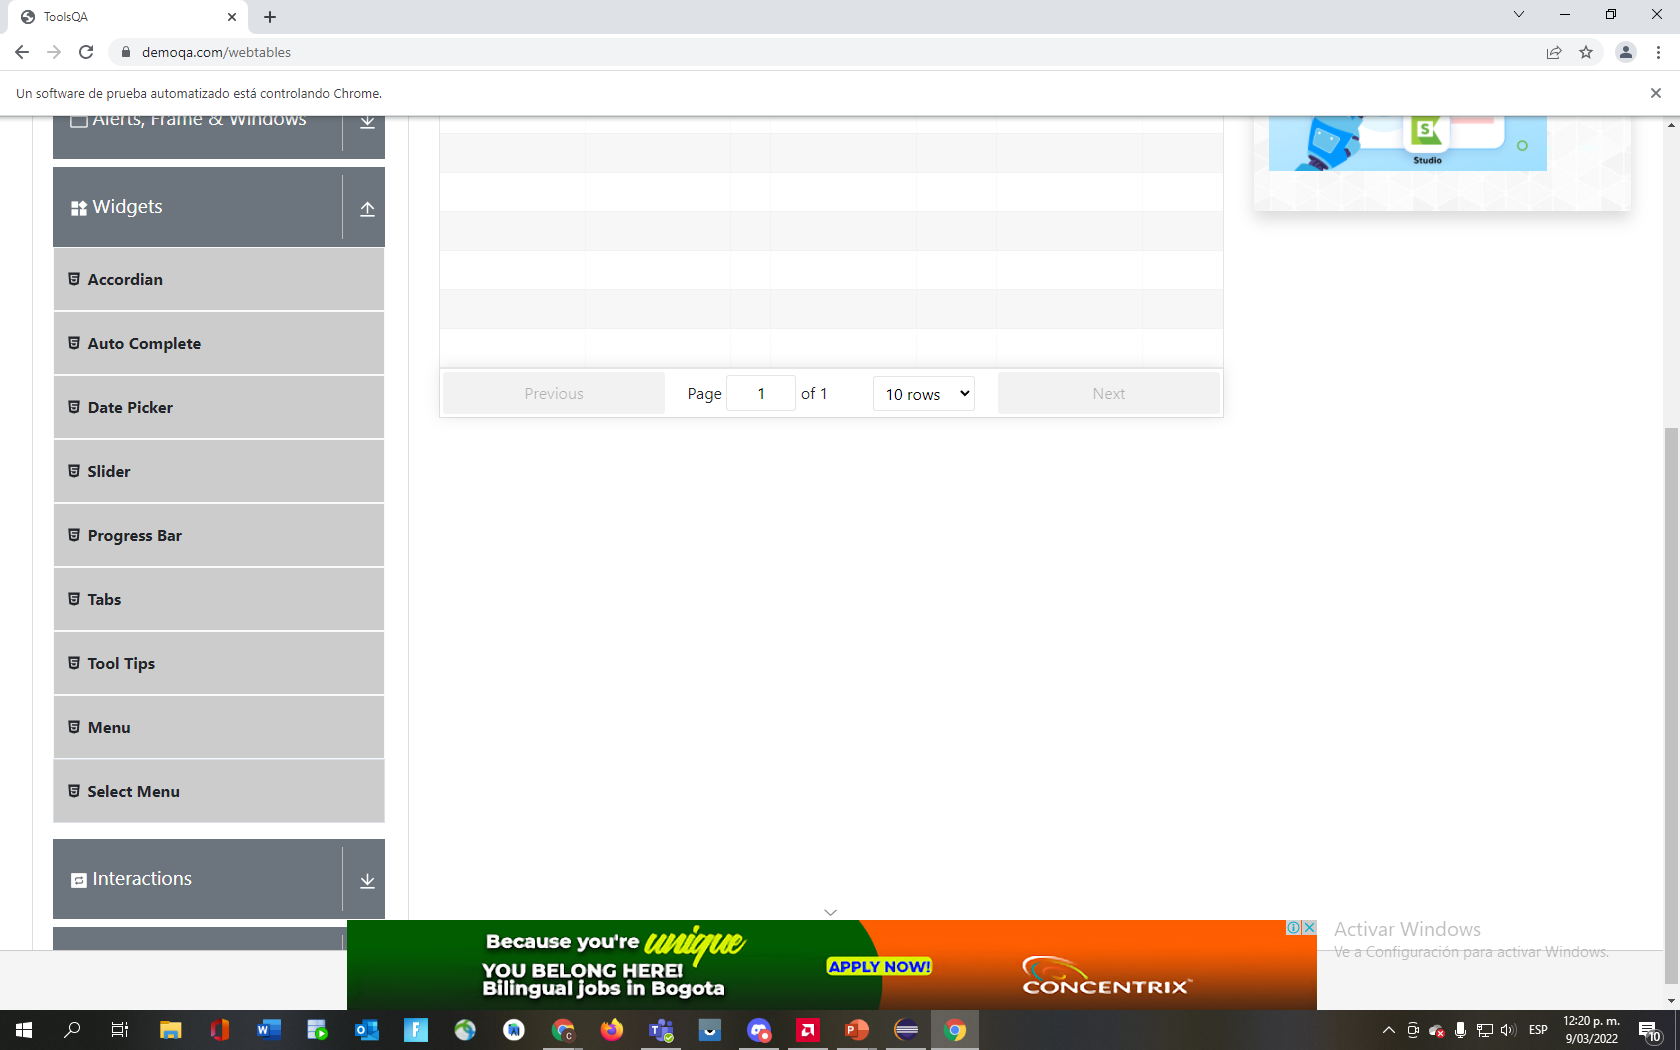 ToolsQA
demoqa.com/webtables
Un software de prueba automatizado está controlando Chrome.
Alerts, Frame & Windows
Widgets
Accordian
Auto Complete
Date Picker
Slider
Progress Bar
Tabs
Tool Tips
Menu
Select Menu
Interactions
Previous
Page 1 of 1
10 rows
Next
S
Studio
Because you're unique
YOU BELONG HERE!
Bilingual jobs in Bogota
APPLY NOW!
CONCENTRIX
Activar Windows
Ve a Configuración para activar Windows.
ESP
12:20 p. m.
9/03/2022
10